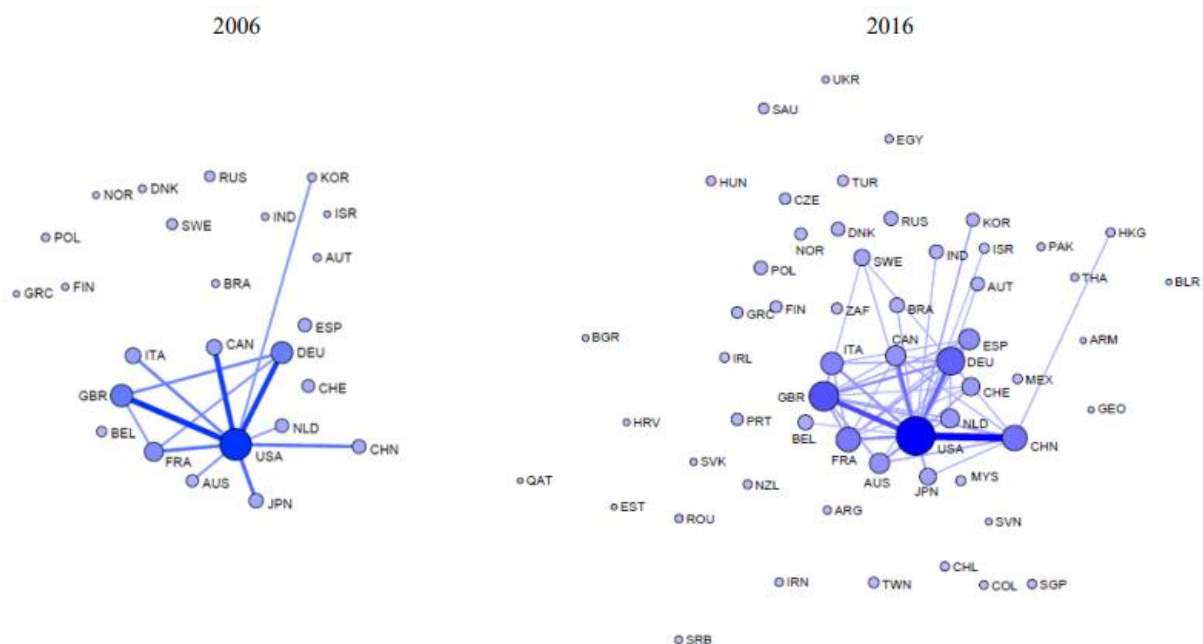 2006
2016
UKR
SAU
EGY
RUS
KOR
NOR
DNK
SWE
IND
ISR
POL
AUT
GRC
FIN
BRA
ESP
ITA
CAN
DEU
CHE
GBR
BEL
NLD
FRA
USA
CHN
AUS
JPN
HUN
TUR
CZE
RUS
KOR
HKG
NOR
DNK
SWE
IND
ISR
PAK
POL
AUT
THA
BLR
GRC
FIN
ZAF
BRA
BGR
ITA
CAN
ESP
ARM
IRL
DEU
MEX
GBR
CHE
GEO
HRV
PRT
BEL
NLD
FRA
USA
CHN
SVK
AUS
JPN
MYS
QAT
NZL
EST
ROU
ARG
SVN
IRN
TWN
CHL
COL
SGP
SRB